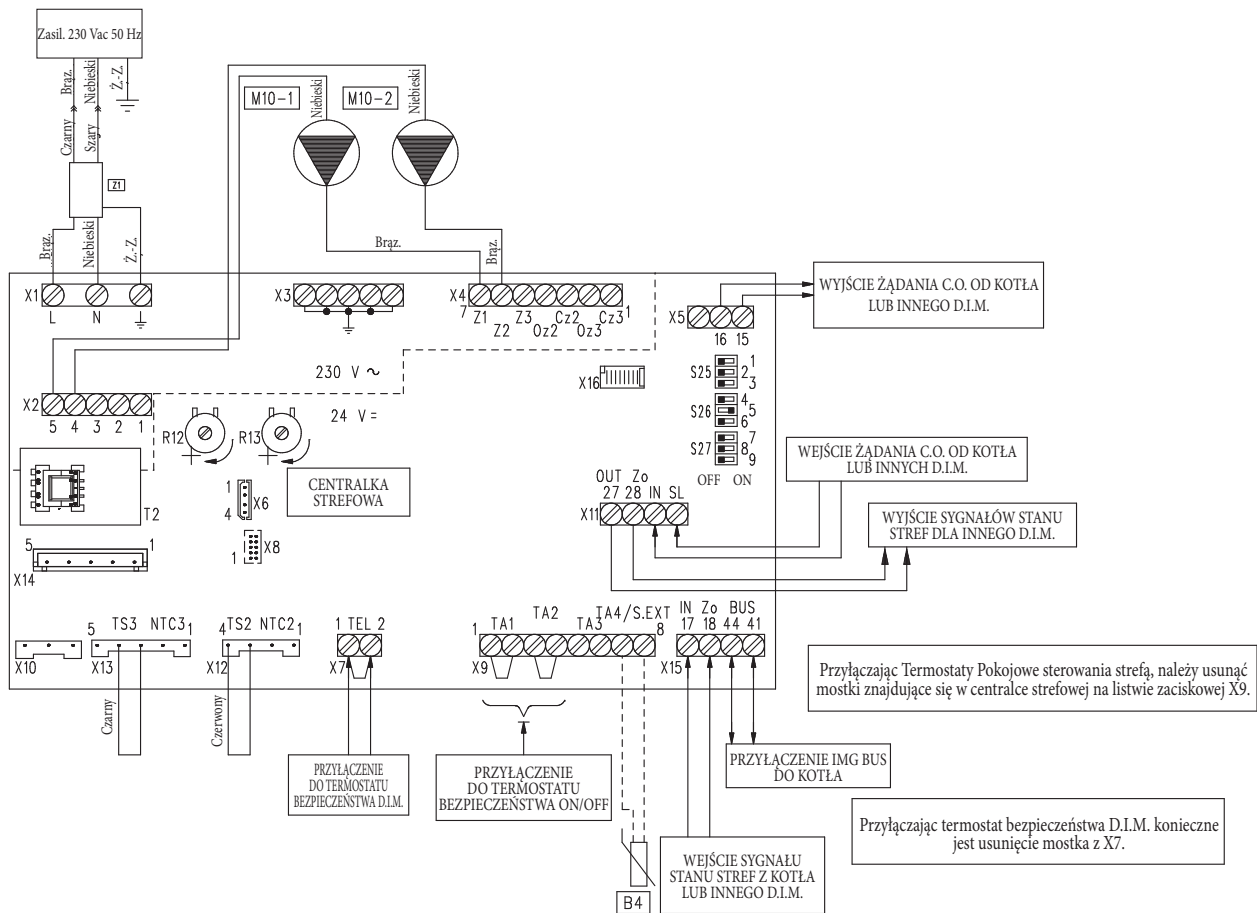 Zasil. 230 Vac 50 Hz
Brąz.
Niebieski
Ż.-Z.
Czarny
Szary
Z1
Brąz.
Niebieski
Ż.-Z.
M10-1
Niebieski
M10-2
Niebieski
Brąz.
Brąz.
X1
L N
X3
X4
7 Z1 Z3 Cz2 Cz3 1
Z2 Oz2 Oz3
X5
16 15
WYJŚCIE ŻĄDANIA C.O. OD KOTŁA
LUB INNEGO D.I.M.
230 V ~
24 V =
X16
S25
1
2
3
S26
4
5
6
S27
7
8
9
OFF ON
X2
5 4 3 2 1
R12
R13
CENTRALKA
STREFOWA
1
4
X6
1
X8
T2
5 1
X14
WEJŚCIE ŻĄDANIA C.O. OD KOTŁA
LUB INNYCH D.I.M.
OUT Zo
27 28 IN SL
X11
WYJŚCIE SYGNAŁÓW STANU
STREF DLA INNEGO D.I.M.
X10
5 TS3 NTC3 1
X13
4 TS2 NTC2 1
X12
1 TEL 2
X7
1 TA1 TA2 TA3 TA4/S.EXT 8
X9
IN Zo BUS
17 18 44 41
X15
Czarny
Czerwony
PRZYŁĄCZENIE
DO TERMOSTATU
BEZPIECZEŃSTWA D.I.M.
PRZYŁĄCZENIE
DO TERMOSTATU
BEZPIECZEŃSTWA ON/OFF
B4
WEJŚCIE SYGNAŁU
STANU STREF Z KOTŁA
LUB INNEGO D.I.M.
PRZYŁĄCZENIE IMG BUS
DO KOTŁA
Przyłączając Termostaty Pokojowe sterowania strefą, należy usunąć
mostki znajdujące się w centralce strefowej na listwie zaciskowej X9.
Przyłączając termostat bezpieczeństwa D.I.M. konieczne
jest usunięcie mostka z X7.